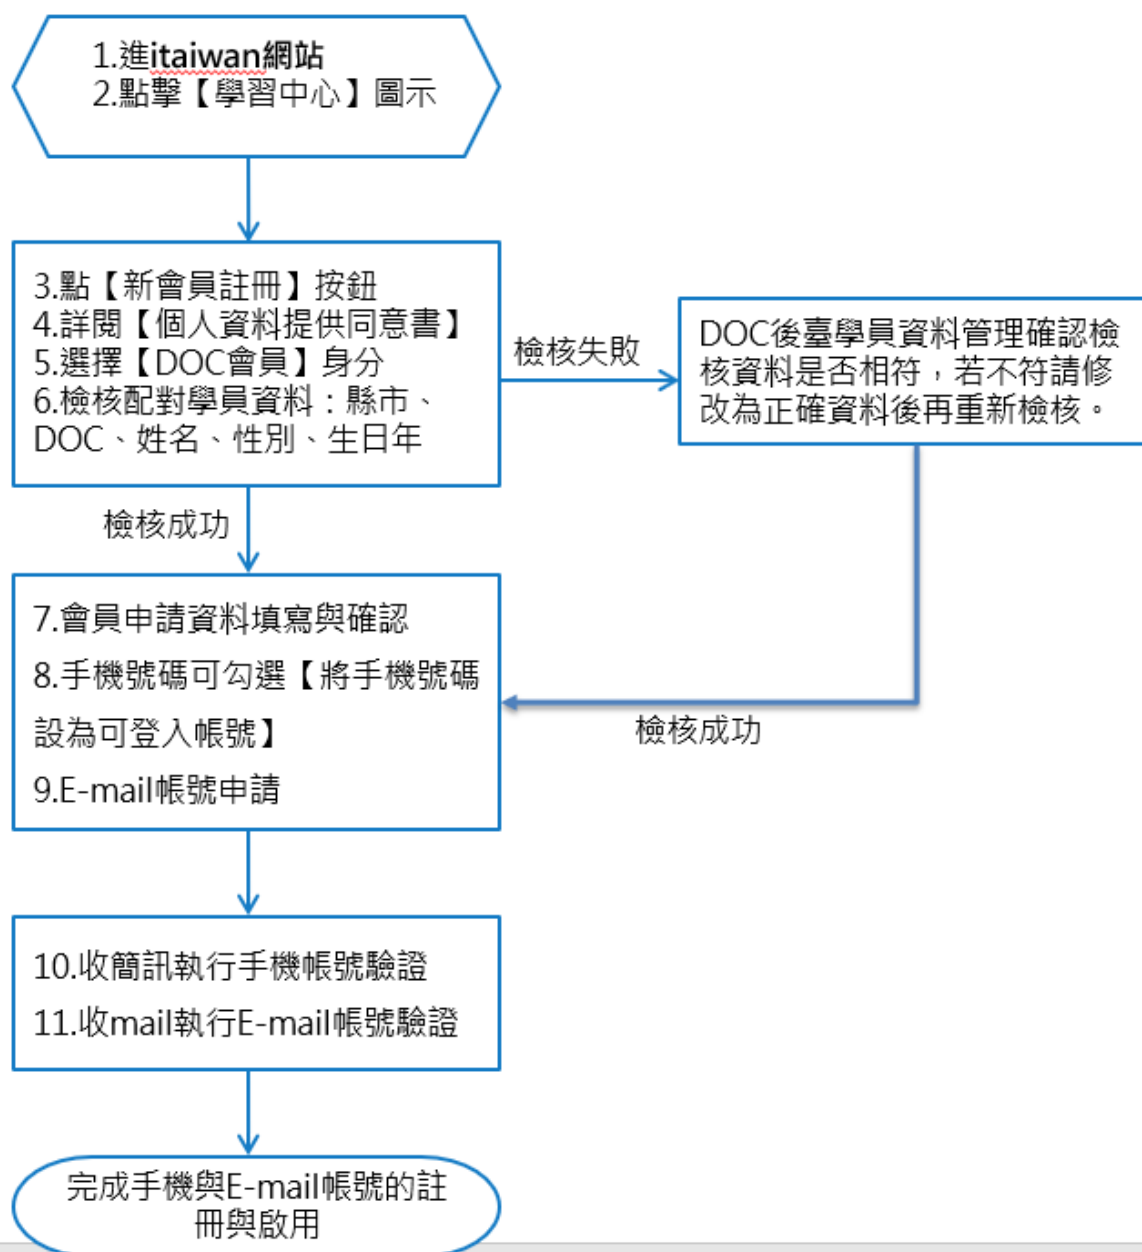 1.進itaiwan網站
2.點擊【學習中心】圖示
3.點【新會員註冊】按鈕
4.詳閱【個人資料提供同意書】
5.選擇【DOC會員】身分
6.檢核配對學員資料：縣市、
DOC、姓名、性別、生日年
檢核失敗
DOC後臺學員資料管理確認檢
核資料是否相符，若不符請修
改為正確資料後再重新檢核。
檢核成功
7.會員申請資料填寫與確認
8.手機號碼可勾選【將手機號碼
設為可登入帳號】
9.E-mail帳號申請
檢核成功
10.收簡訊執行手機帳號驗證
11.收mail執行E-mail帳號驗證
完成手機與E-mail帳號的註
冊與啟用